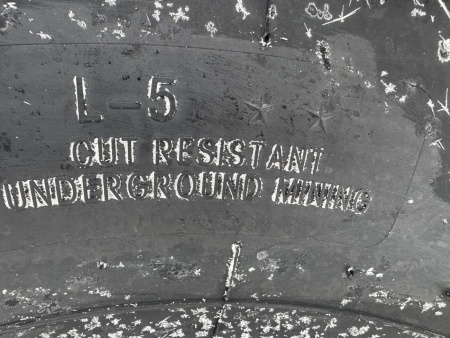 L-5 ★★
CUT RESISTANT
UNDERGROUND MINING